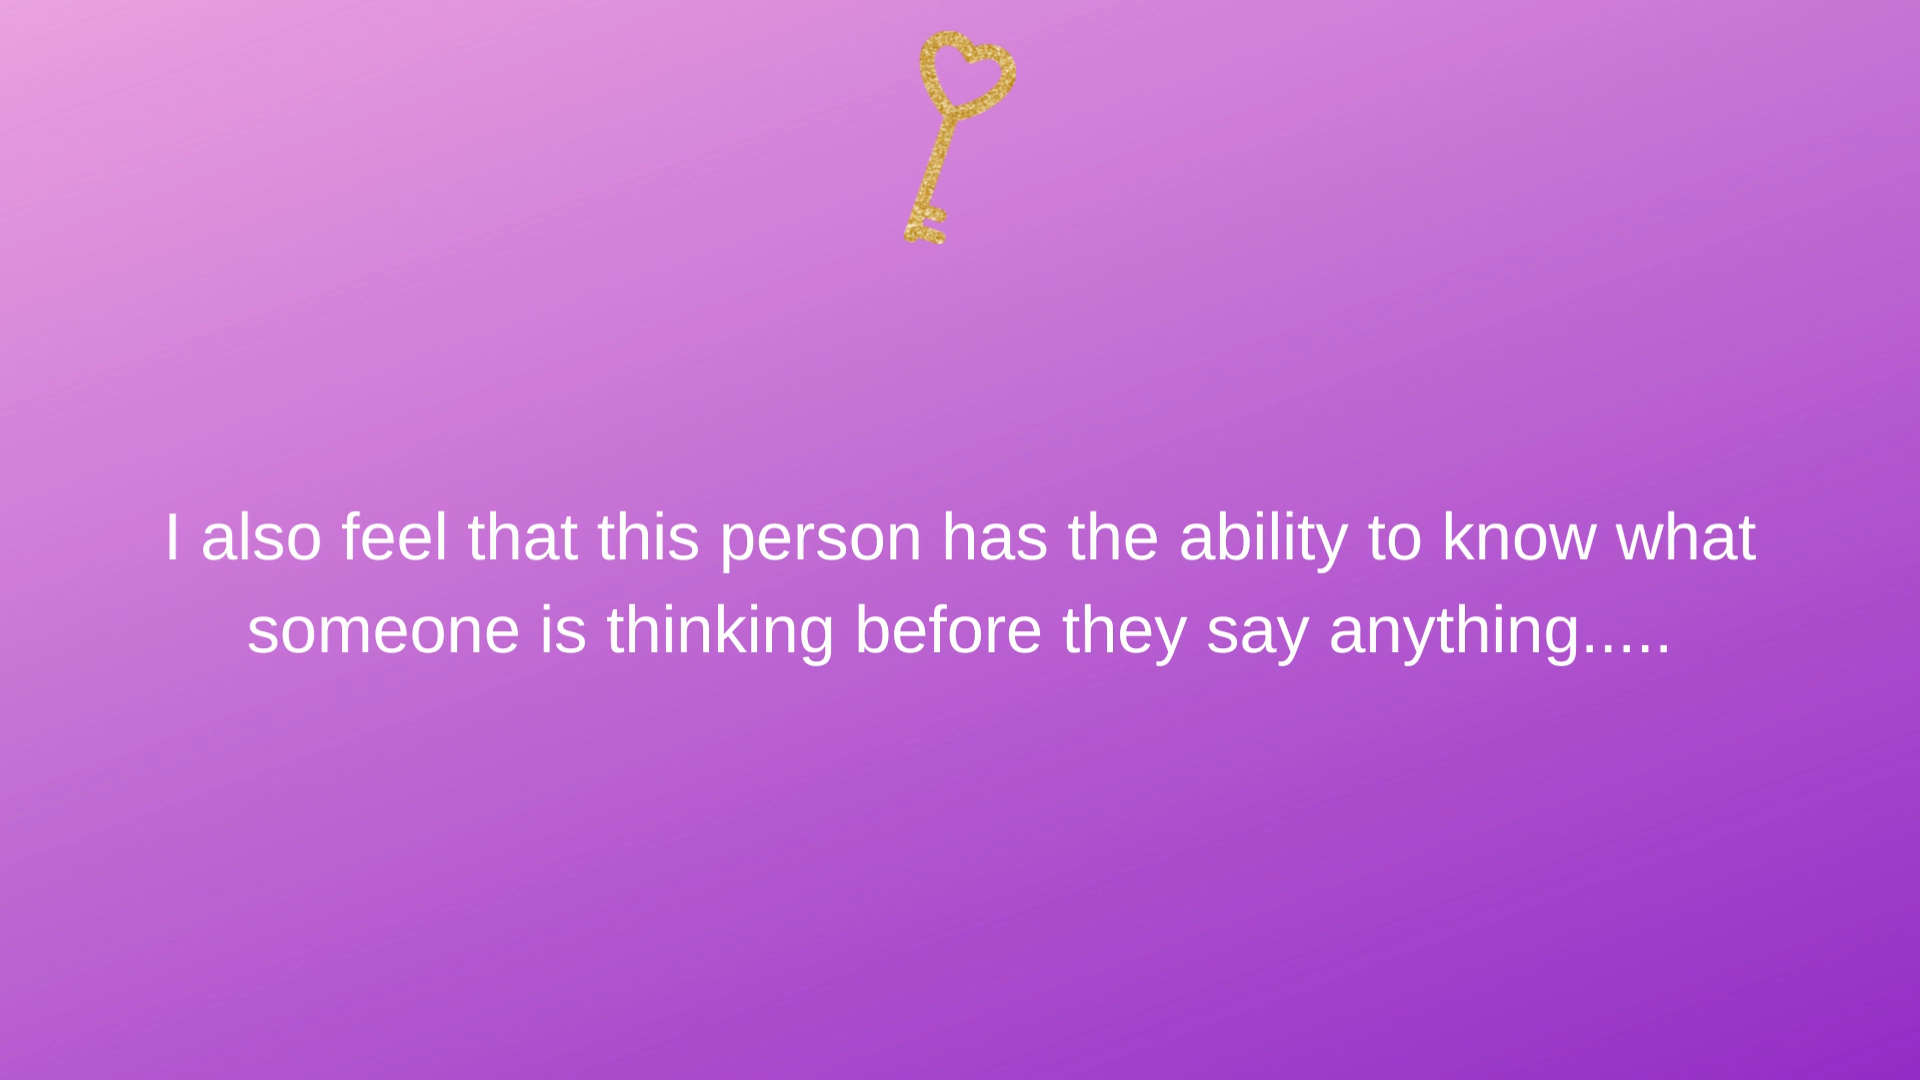 I also feel that this person has the ability to know what
someone is thinking before they say anything.....